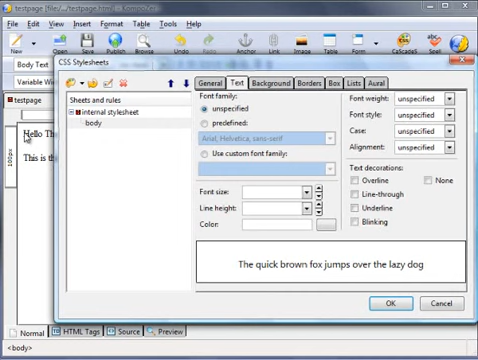 testpage [file:/.../testpage.html] - KompoZer
File Edit View Insert Format Table Tools Help
New Open Save Publish Browse Undo Redo Anchor Link Image Table Form CaScadeS Spell
Body Text
Variable Wi
testpage
100px
Hello Th
This is th
CSS Stylesheets
General Text Background Borders Box Lists Aural
Sheets and rules
internal stylesheet
body
Font family:
unspecified
predefined:
Arial, Helvetica, sans-serif
Use custom font family:
Font size:
Line height:
Color:
Font weight: unspecified
Font style: unspecified
Case: unspecified
Alignment: unspecified
Text decorations:
Overline None
Line-through
Underline
Blinking
The quick brown fox jumps over the lazy dog
OK Cancel
Normal HTML Tags Source Preview
<body>